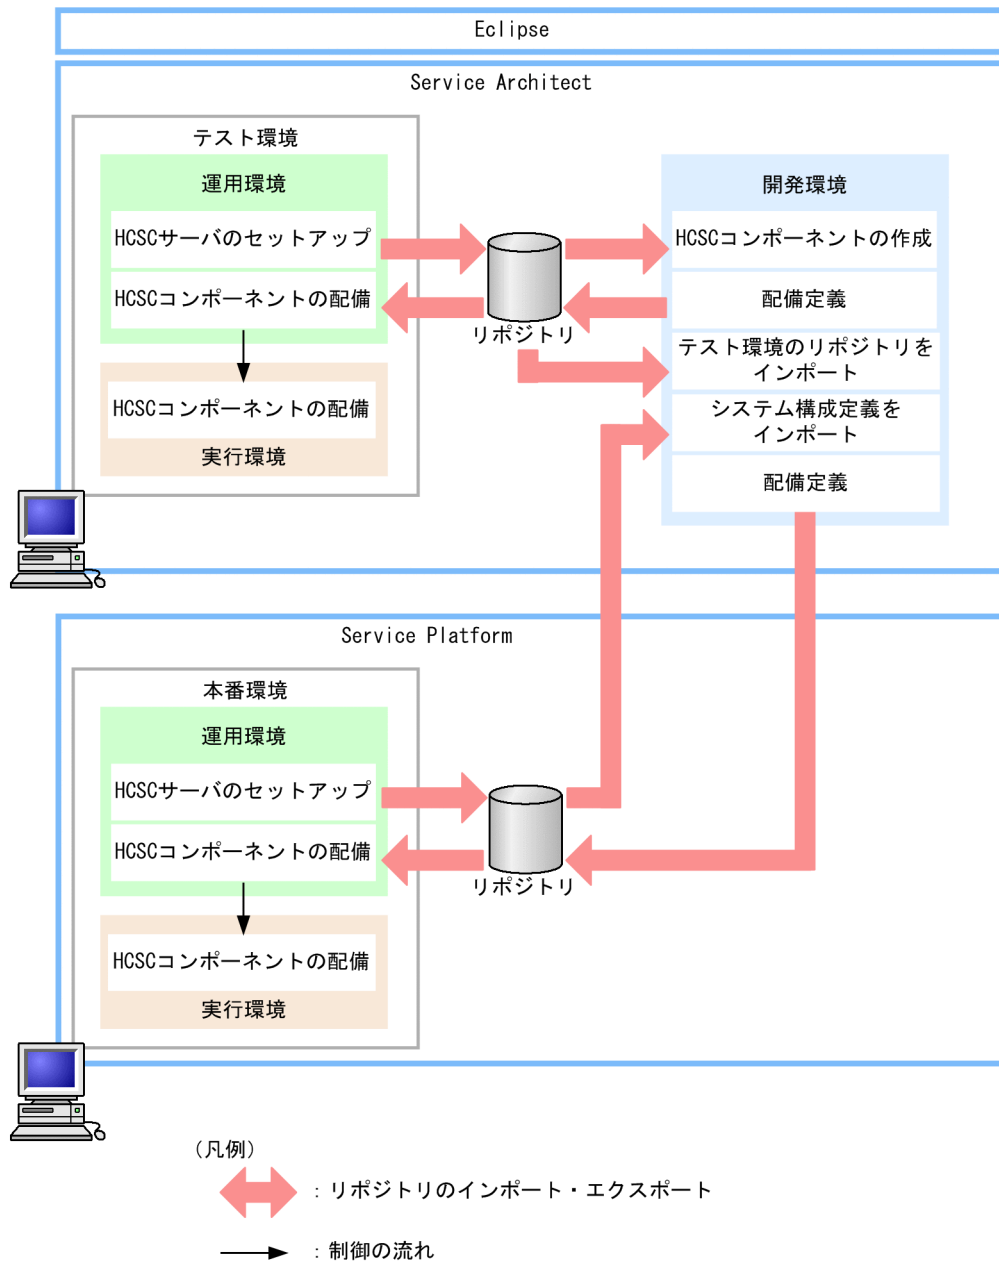 Eclipse
Service Architect
テスト環境
運用環境
HCSCサーバのセットアップ
HCSCコンポーネントの配備
HCSCコンポーネントの配備
実行環境
リポジトリ
開発環境
HCSCコンポーネントの作成
配備定義
テスト環境のリポジトリを
インポート
システム構成定義を
インポート
配備定義
Service Platform
本番環境
運用環境
HCSCサーバのセットアップ
HCSCコンポーネントの配備
HCSCコンポーネントの配備
実行環境
リポジトリ
(凡例)
：リポジトリのインポート・エクスポート
：制御の流れ